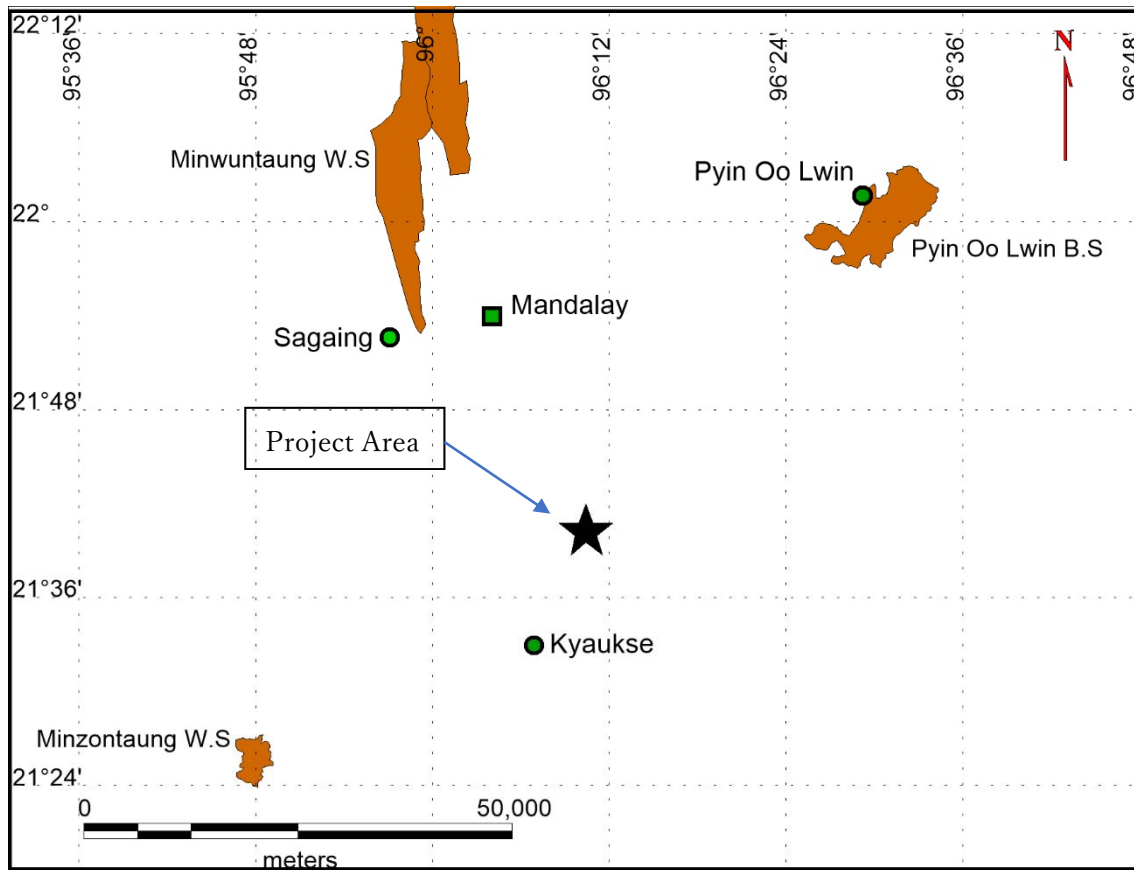 22°12'
95°36'
95°48'
96°
96°12'
96°24'
96°36'
96°48'
N
Minwuntaung W.S
Pyin Oo Lwin
22°
Pyin Oo Lwin B.S
Mandalay
Sagaing
21°48'
Project Area
21°36'
Kyaukse
Minzontaung W.S
21°24'
0
50,000
meters